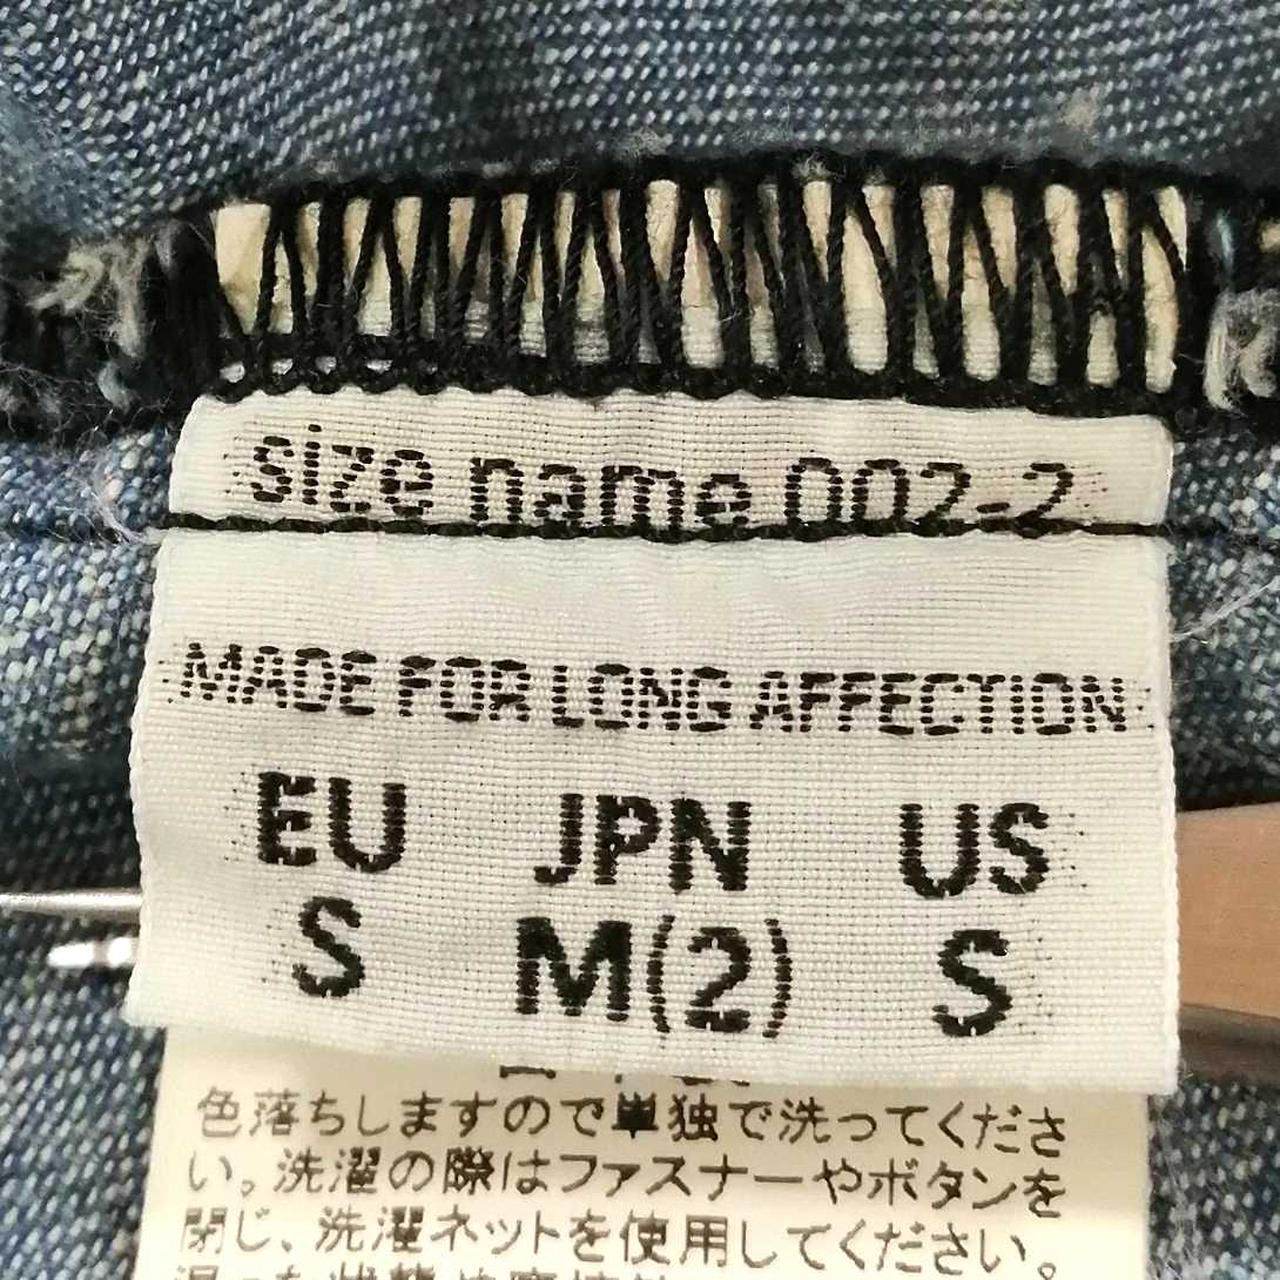 size name 002-2
MADE FOR LONG AFFECTION
EU JPN US
S M(2) S
色落ちしますので単独で洗ってくださ
い。洗濯の際はファスナーやボタンを
閉じ、洗濯ネットを使用してください。